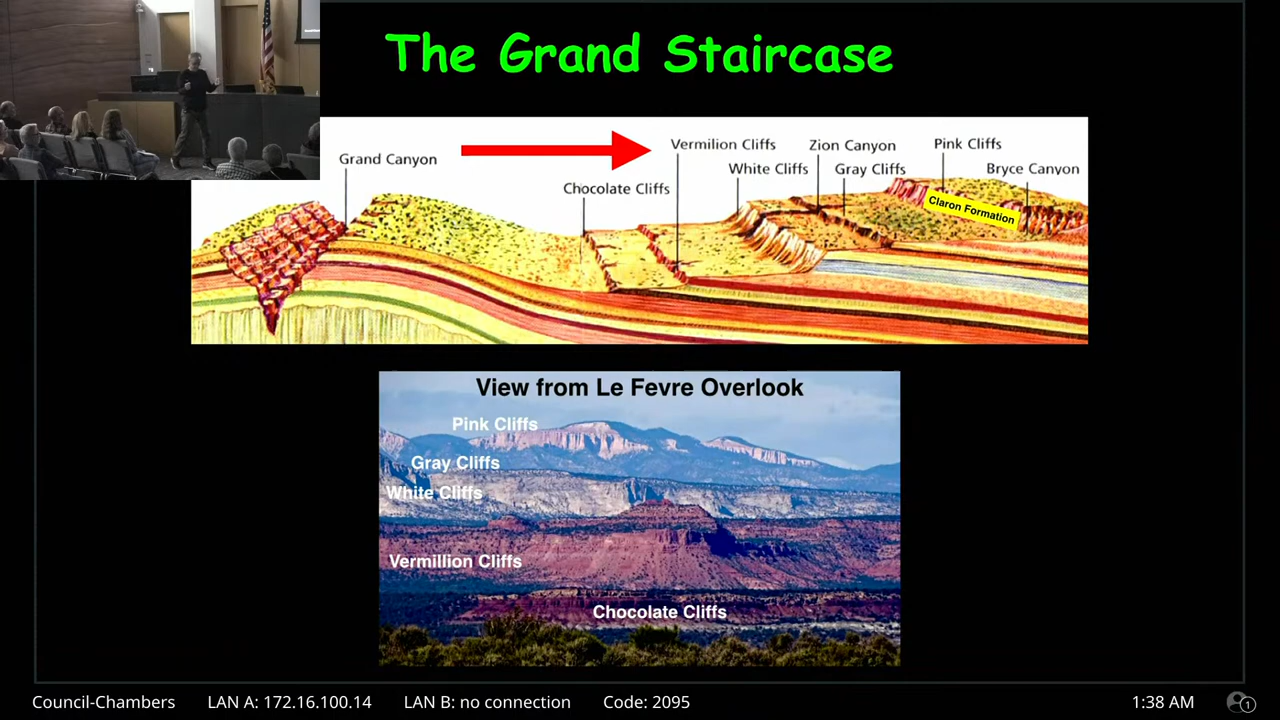 The Grand Staircase
Grand Canyon
Chocolate Cliffs
Vermilion Cliffs
White Cliffs
Zion Canyon
Gray Cliffs
Pink Cliffs
Bryce Canyon
Claron Formation
View from Le Fevre Overlook
Pink Cliffs
Gray Cliffs
White Cliffs
Vermillion Cliffs
Chocolate Cliffs
Council-Chambers LAN A: 172.16.100.14 LAN B: no connection Code: 2095 1:38 AM 1